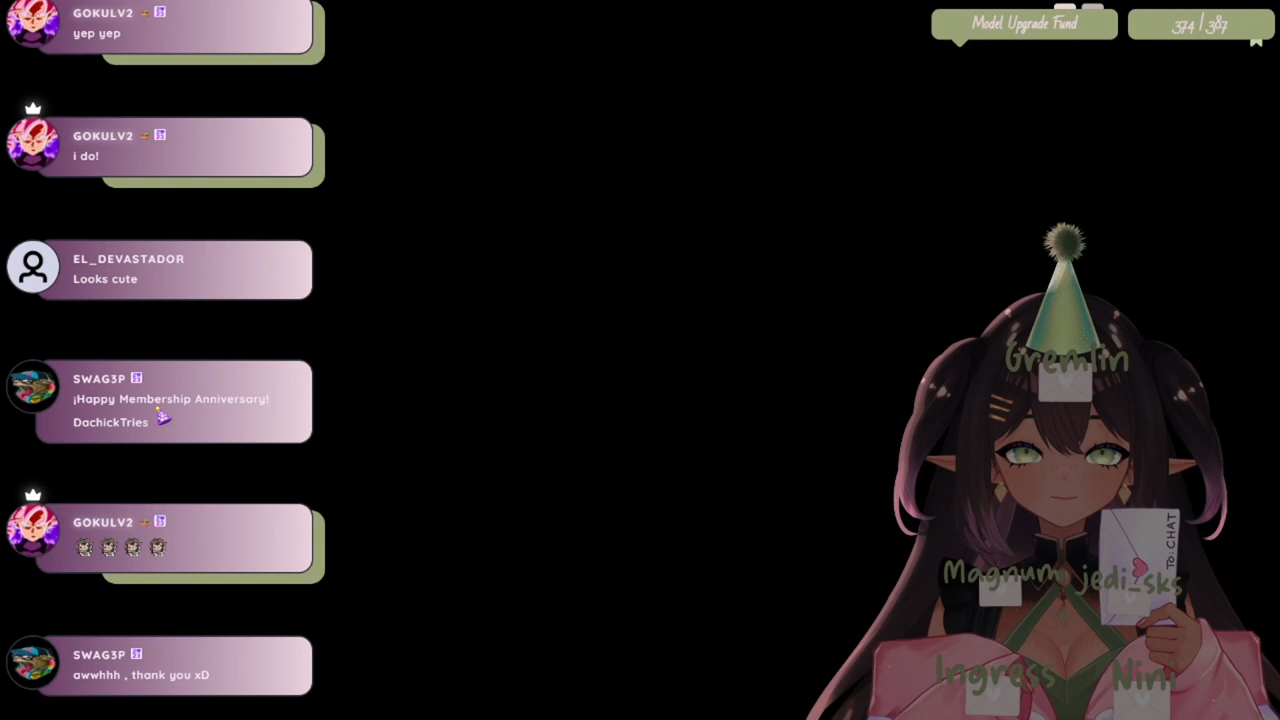 GOKULV2
yep yep
GOKULV2
i do!
EL_DEVASTADOR
Looks cute
SWAG3P
¡Happy Membership Anniversary!
DachickTries
GOKULV2
SWAG3P
awwhhh , thank you xD
Model Upgrade Fund
374 / 387
Gremlin
TO: CHAT
Magnum
jedi_sks
Ingress
Nini